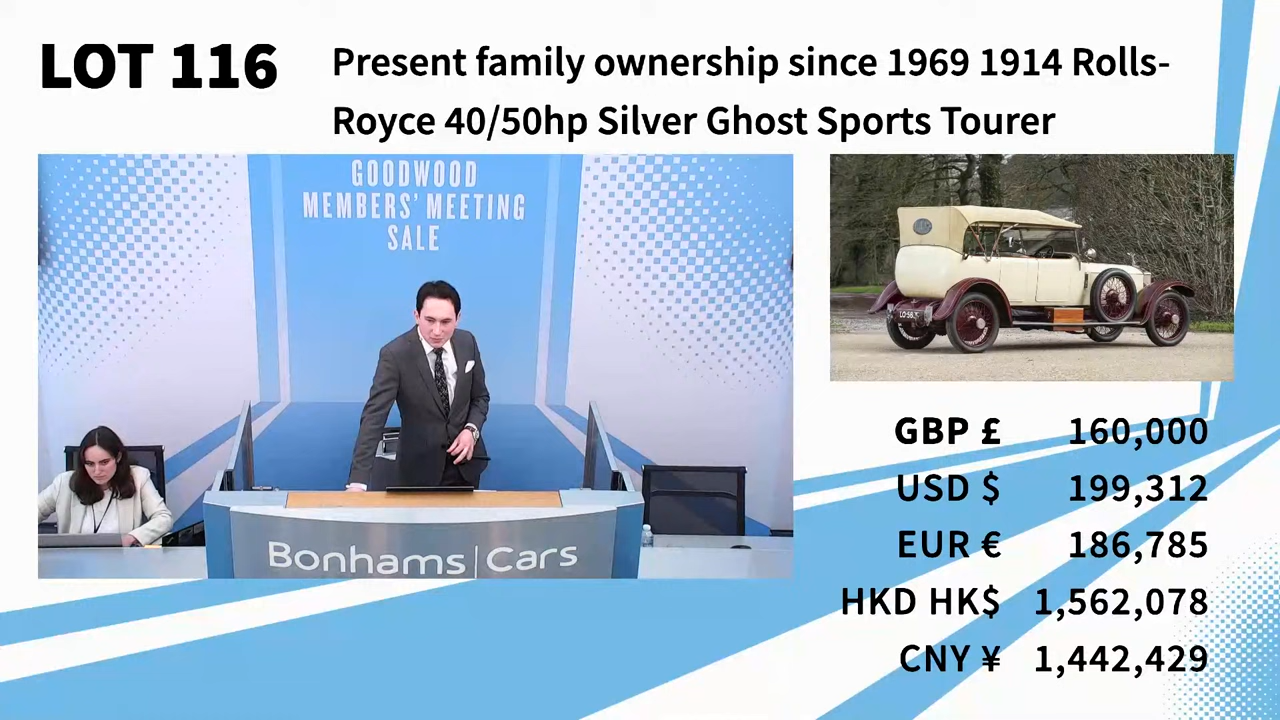 LOT 116
Present family ownership since 1969 1914 Rolls-
Royce 40/50hp Silver Ghost Sports Tourer
GOODWOOD
MEMBERS' MEETING
SALE
Bonhams|Cars
GBP £ 160,000
USD $ 199,312
EUR € 186,785
HKD HK$ 1,562,078
CNY ¥ 1,442,429